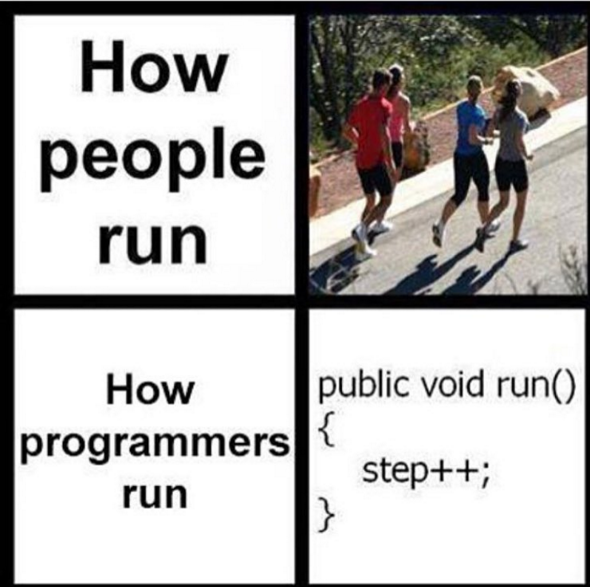 How
people
run
How
programmers
run
public void run()
{
step++;
}